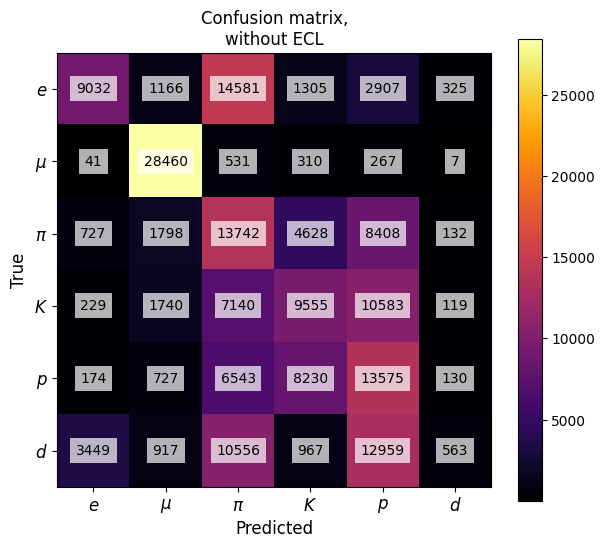 Confusion matrix,
without ECL
e 9032 1166 14581 1305 2907 325
μ 41 28460 531 310 267 7
π 727 1798 13742 4628 8408 132
K 229 1740 7140 9555 10583 119
p 174 727 6543 8230 13575 130
d 3449 917 10556 967 12959 563
e μ π K p d
Predicted
True
25000
20000
15000
10000
5000